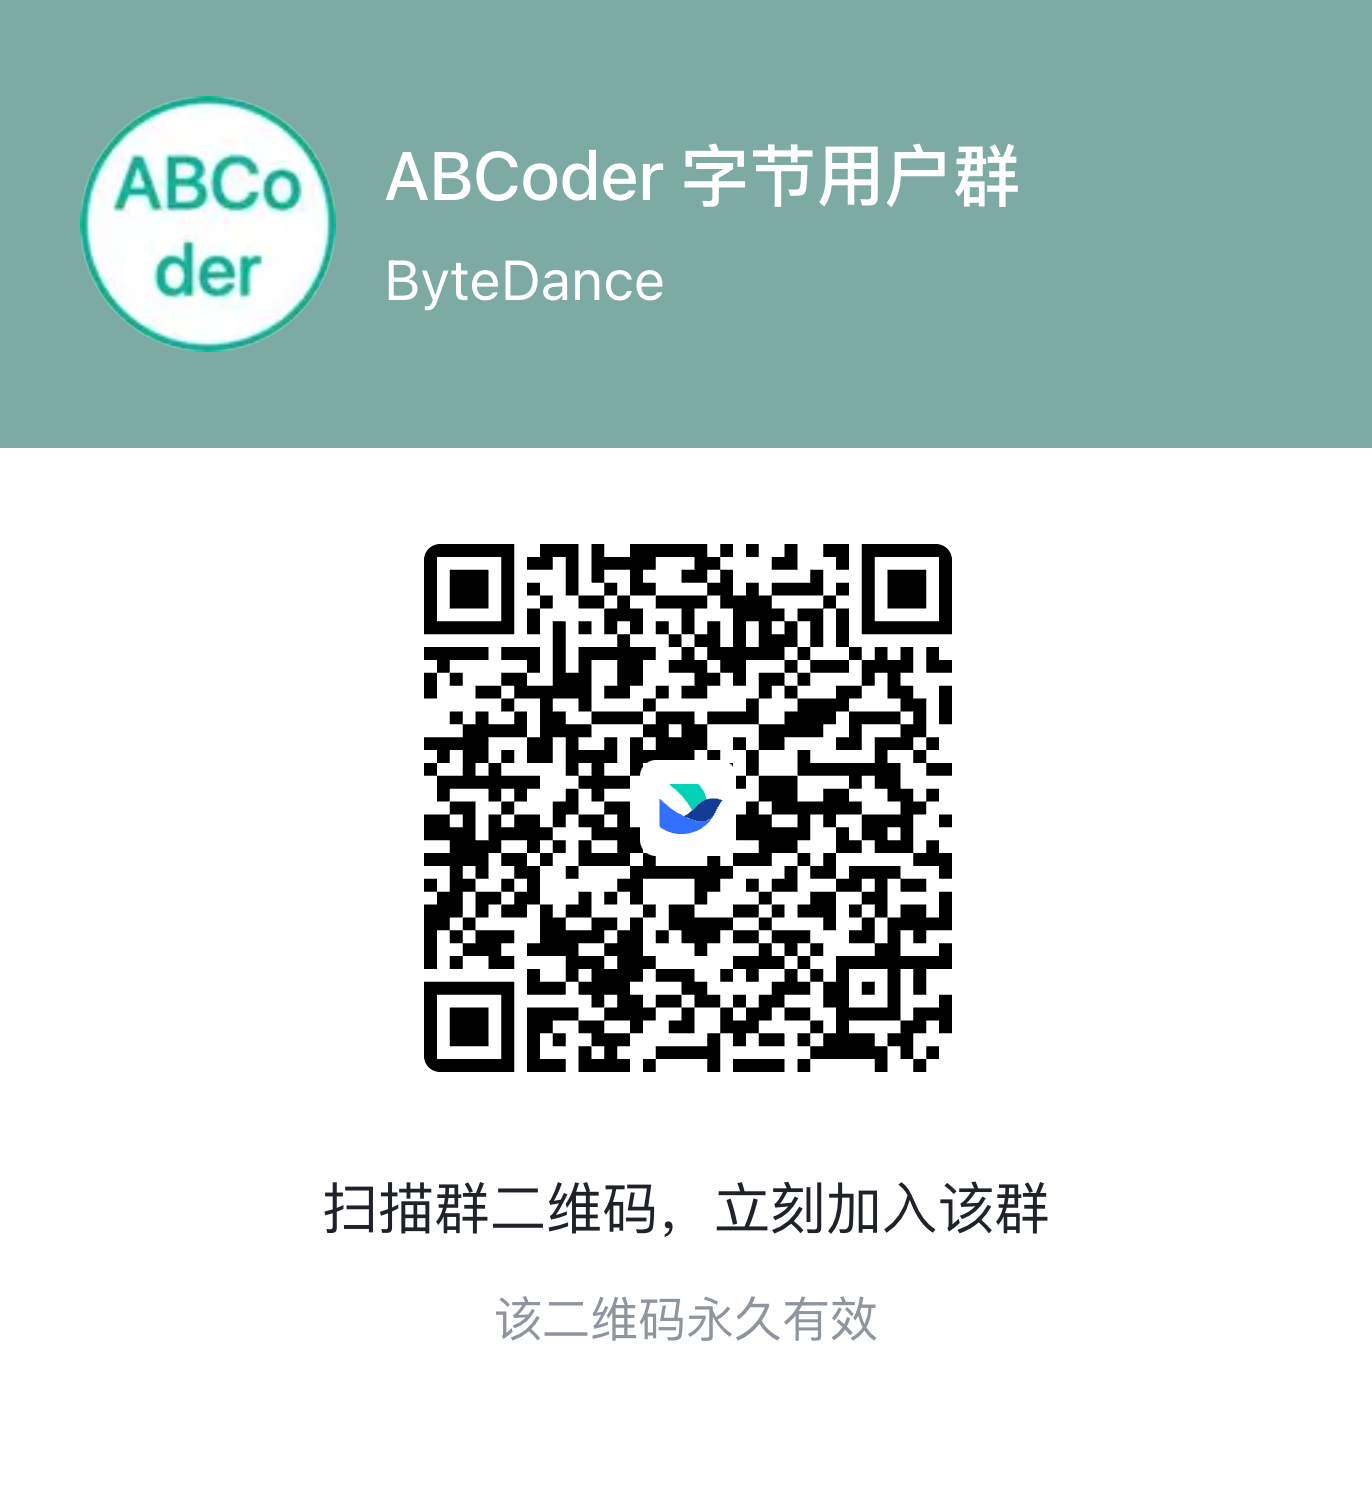 ABCo
der
ABCoder 字节用户群
ByteDance
扫描群二维码，立刻加入该群
该二维码永久有效